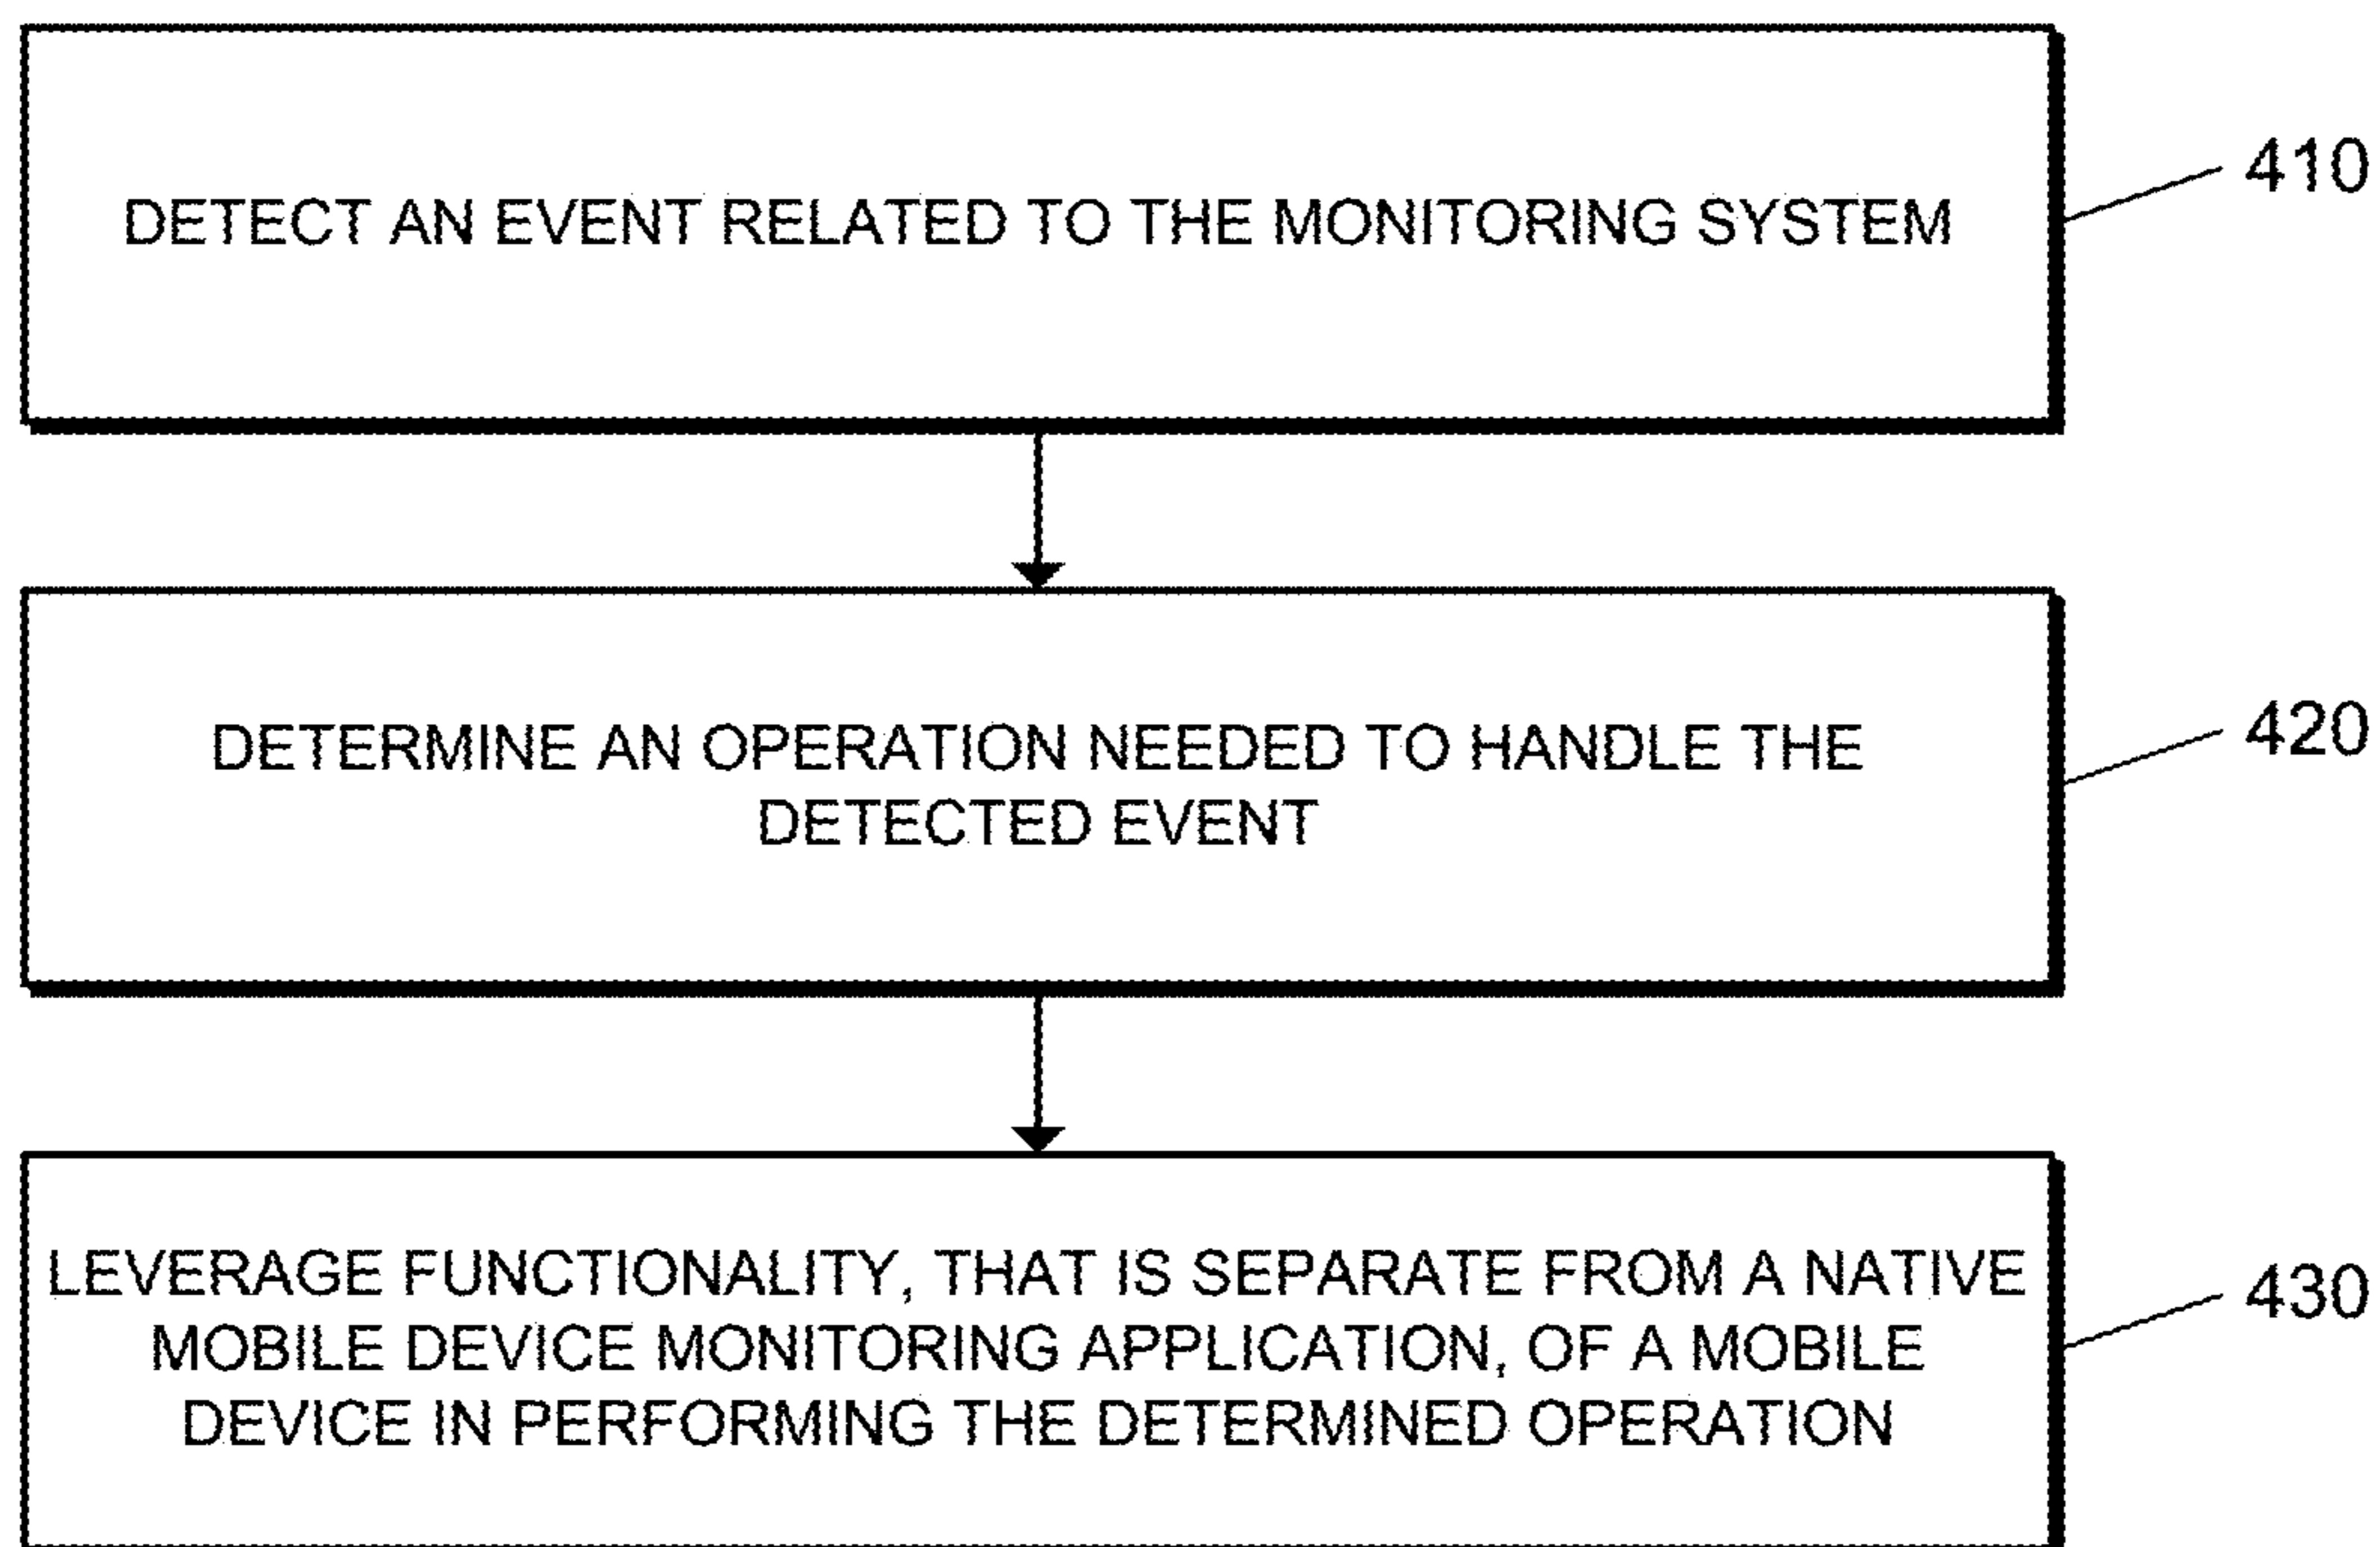 DETECT AN EVENT RELATED TO THE MONITORING SYSTEM
410
DETERMINE AN OPERATION NEEDED TO HANDLE THE
DETECTED EVENT
420
LEVERAGE FUNCTIONALITY, THAT IS SEPARATE FROM A NATIVE
MOBILE DEVICE MONITORING APPLICATION, OF A MOBILE
DEVICE IN PERFORMING THE DETERMINED OPERATION
430